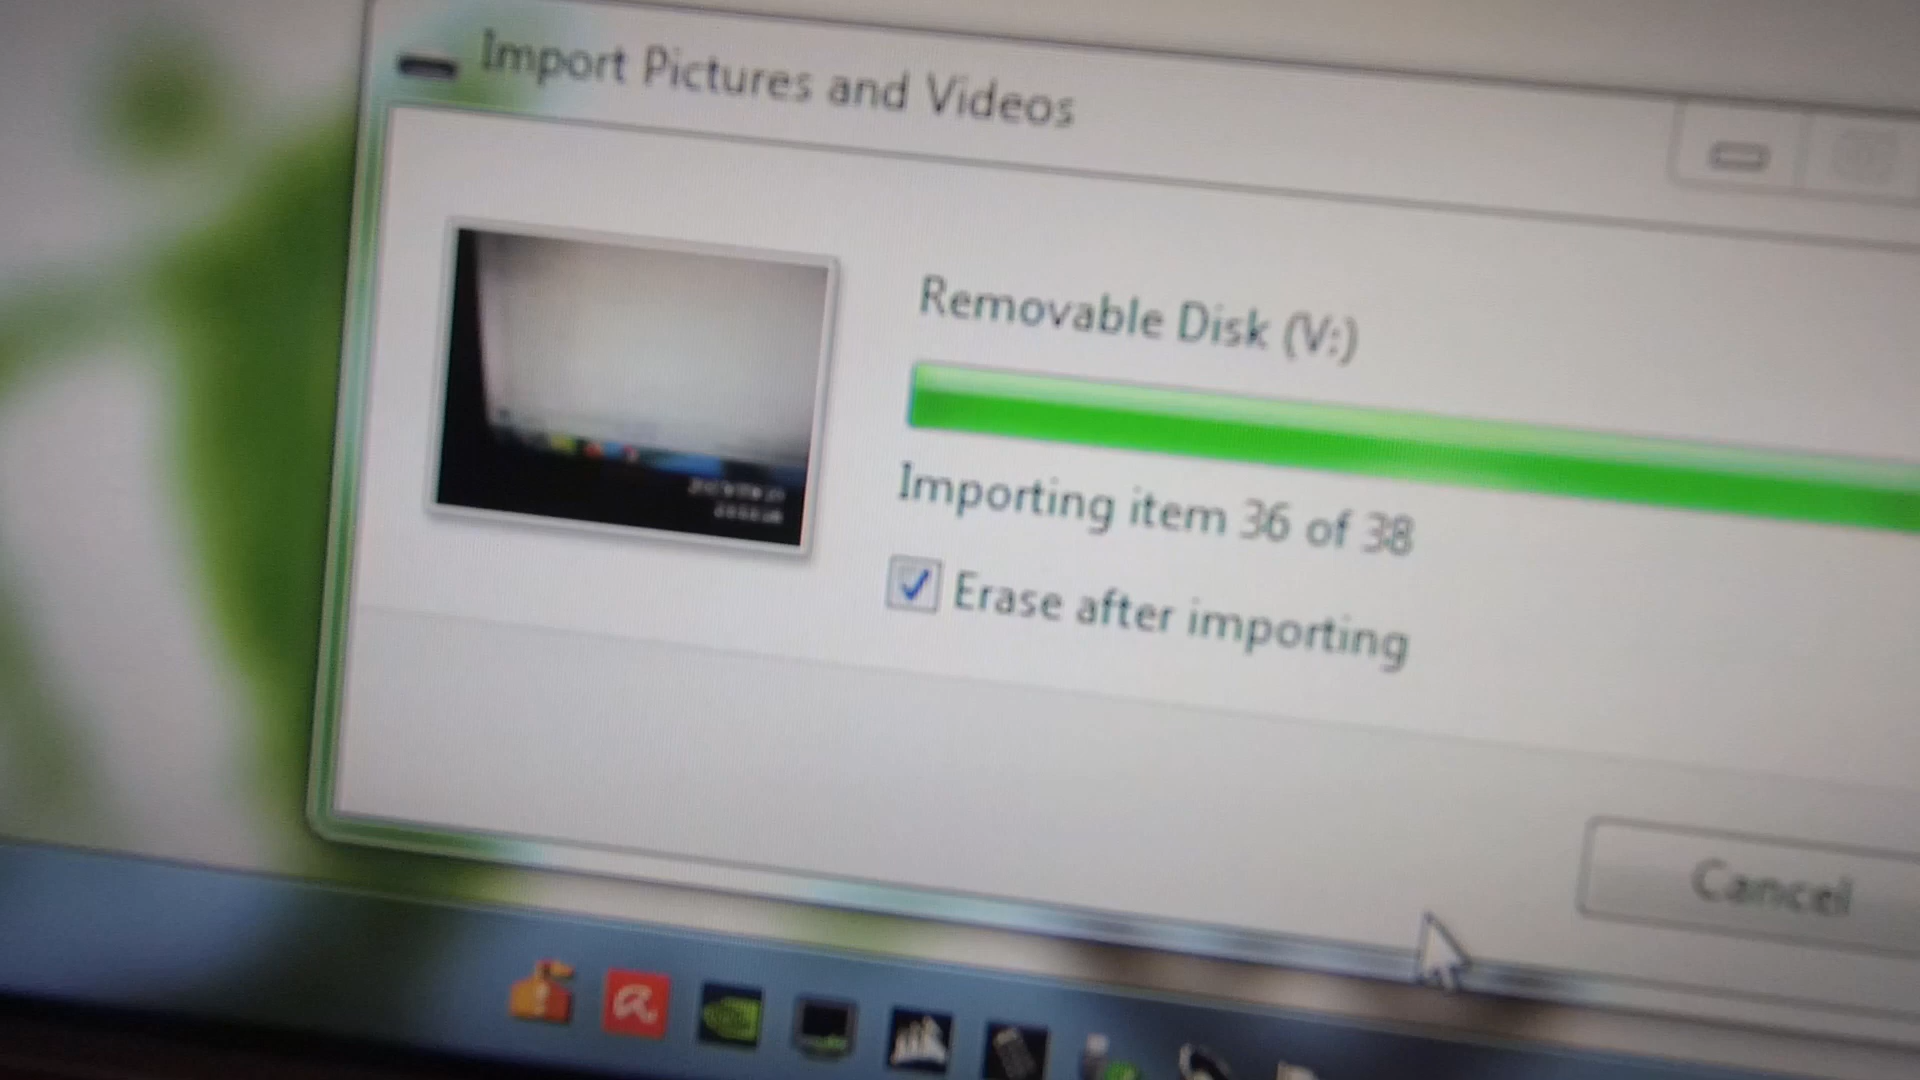 Import Pictures and Videos
Removable Disk (V:)
Importing item 36 of 38
Erase after importing
Cancel